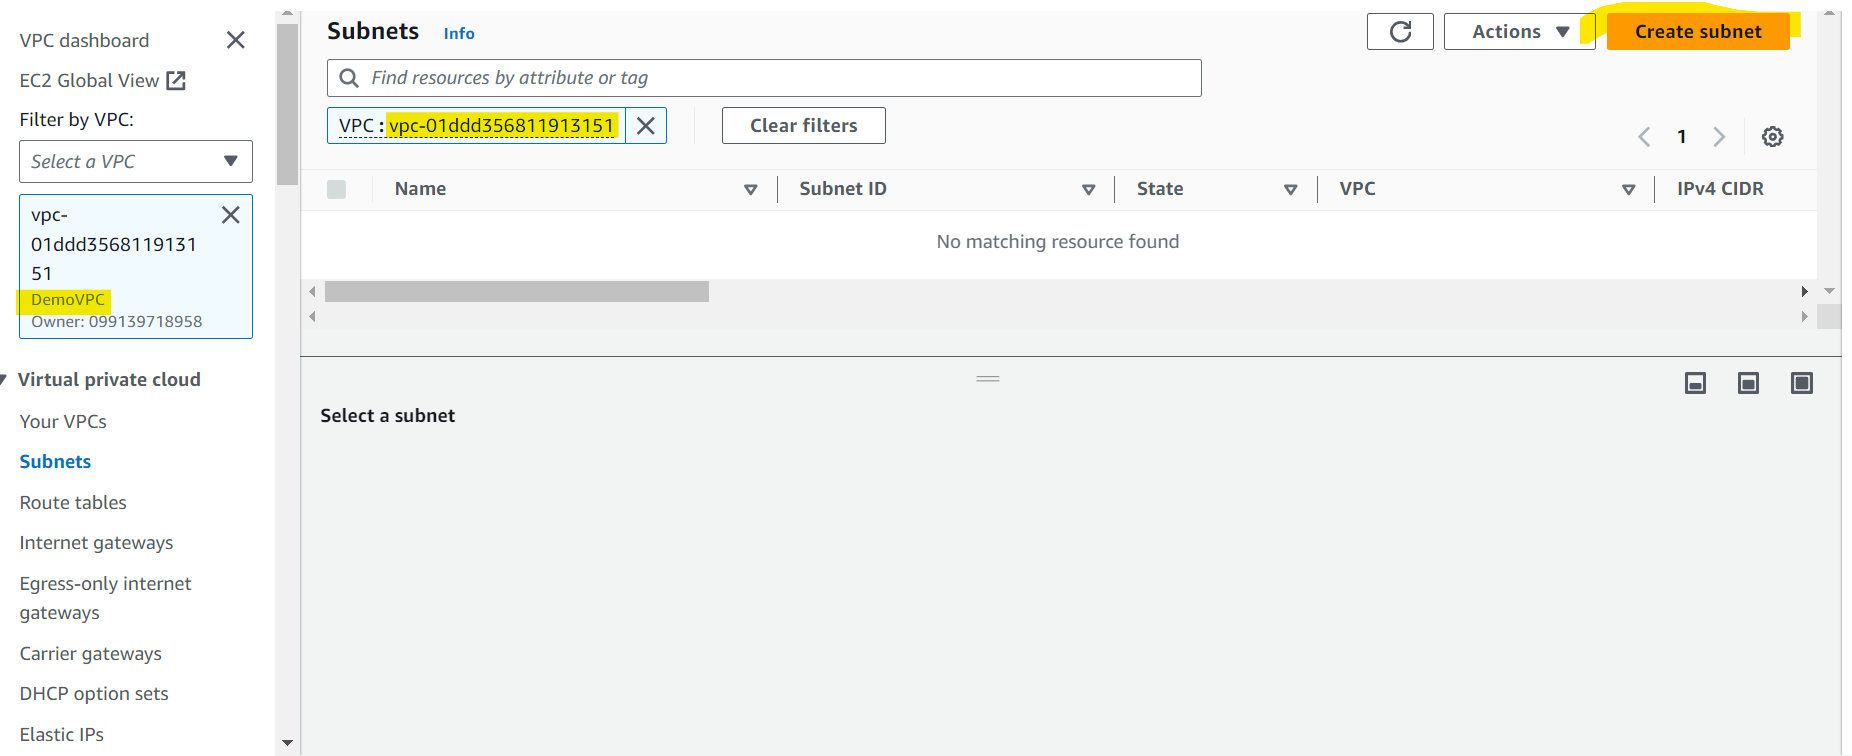 VPC dashboard
EC2 Global View
Filter by VPC:
Select a VPC
vpc-
01ddd3568119131
51
DemoVPC
Owner: 099139718958
Virtual private cloud
Your VPCs
Subnets
Route tables
Internet gateways
Egress-only internet
gateways
Carrier gateways
DHCP option sets
Elastic IPs
Subnets Info
Actions
Create subnet
Find resources by attribute or tag
VPC : vpc-01ddd356811913151
Clear filters
1
Name Subnet ID State VPC IPv4 CIDR
No matching resource found
Select a subnet